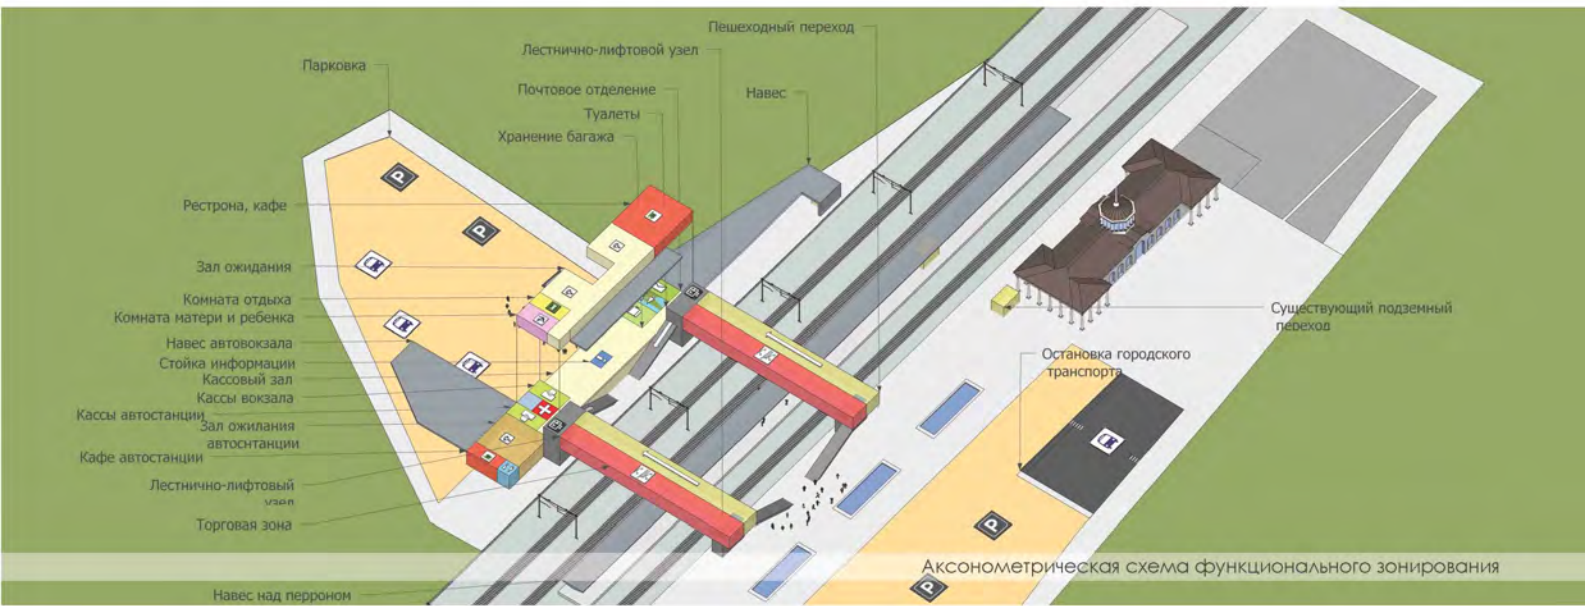 Пешеходный переход
Лестнично-лифтовой узел
Парковка
Почтовое отделение
Навес
Туалеты
Хранение багажа
Рестрона, кафе
Зал ожидания
Комната отдыха
Комната матери и ребенка
Навес автовокзала
Стойка информации
Кассовый зал
Кассы вокзала
Кассы автостанции
Зал ожилания
автоснтанции
Кафе автостанции
Лестнично-лифтовый
узел
Торговая зона
Навес над перроном
Существующий подземный
переход
Остановка городского
транспорта
P
P
P
P
Аксонометрическая схема функционального зонирования